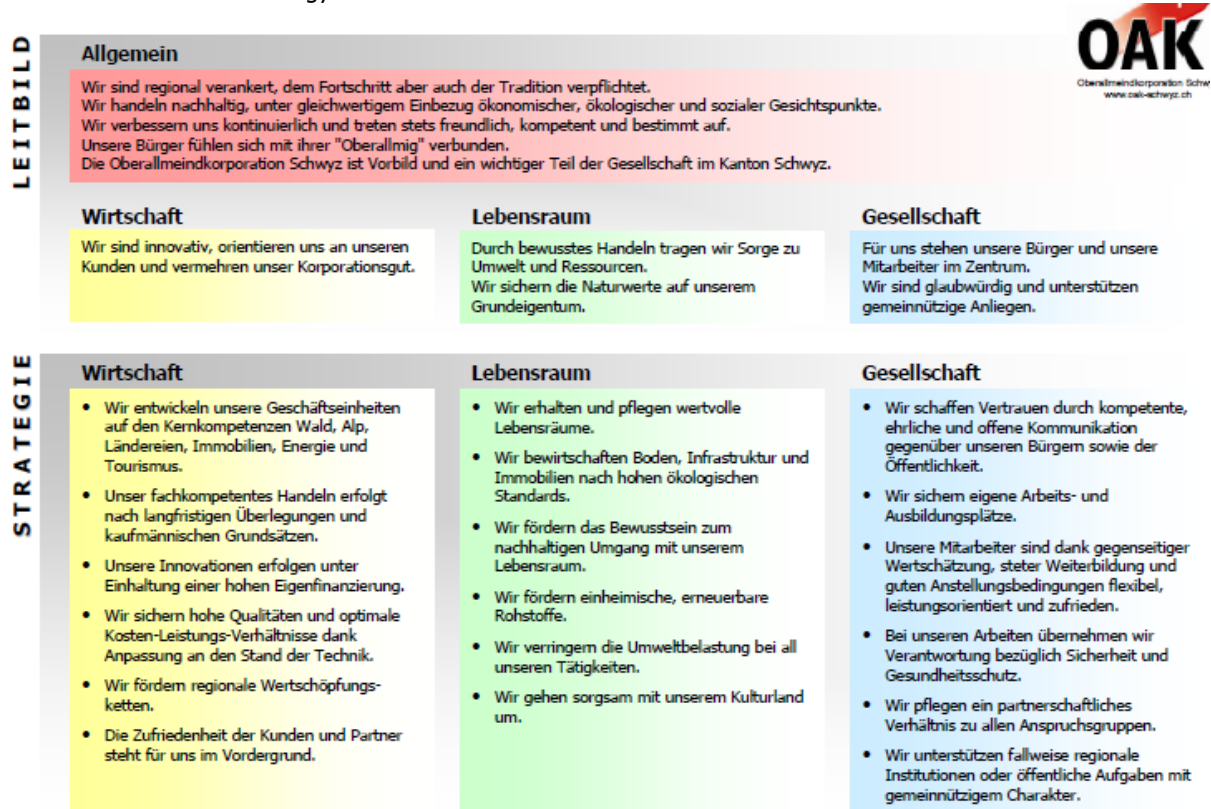 gy
OAK
Oberallmeindkorporation Schwy
www.oak-schwyz.ch
LEITBILD
Allgemein
Wir sind regional verankert, dem Fortschritt aber auch der Tradition verpflichtet.
Wir handeln nachhaltig, unter gleichwertigem Einbezug ökonomischer, ökologischer und sozialer Gesichtspunkte.
Wir verbessern uns kontinuierlich und treten stets freundlich, kompetent und bestimmt auf.
Unsere Bürger fühlen sich mit ihrer "Oberallmig" verbunden.
Die Oberallmeindkorporation Schwyz ist Vorbild und ein wichtiger Teil der Gesellschaft im Kanton Schwyz.
Wirtschaft
Wir sind innovativ, orientieren uns an unseren
Kunden und vermehren unser Korporationsgut.
Lebensraum
Durch bewusstes Handeln tragen wir Sorge zu
Umwelt und Ressourcen.
Wir sichern die Naturwerte auf unserem
Grundeigentum.
Gesellschaft
Für uns stehen unsere Bürger und unsere
Mitarbeiter im Zentrum.
Wir sind glaubwürdig und unterstützen
gemeinnützige Anliegen.
STRATEGIE
Wirtschaft
• Wir entwickeln unsere Geschäftseinheiten
auf den Kernkompetenzen Wald, Alp,
Ländereien, Immobilien, Energie und
Tourismus.
• Unser fachkompetentes Handeln erfolgt
nach langfristigen Überlegungen und
kaufmännischen Grundsätzen.
• Unsere Innovationen erfolgen unter
Einhaltung einer hohen Eigenfinanzierung.
• Wir sichern hohe Qualitäten und optimale
Kosten-Leistungs-Verhältnisse dank
Anpassung an den Stand der Technik.
• Wir fördern regionale Wertschöpfungs-
ketten.
• Die Zufriedenheit der Kunden und Partner
steht für uns im Vordergrund.
Lebensraum
• Wir erhalten und pflegen wertvolle
Lebensräume.
• Wir bewirtschaften Boden, Infrastruktur und
Immobilien nach hohen ökologischen
Standards.
• Wir fördern das Bewusstsein zum
nachhaltigen Umgang mit unserem
Lebensraum.
• Wir fördern einheimische, erneuerbare
Rohstoffe.
• Wir verringern die Umweltbelastung bei all
unseren Tätigkeiten.
• Wir gehen sorgsam mit unserem Kulturland
um.
Gesellschaft
• Wir schaffen Vertrauen durch kompetente,
ehrliche und offene Kommunikation
gegenüber unseren Bürgern sowie der
Öffentlichkeit.
• Wir sichern eigene Arbeits- und
Ausbildungsplätze.
• Unsere Mitarbeiter sind dank gegenseitiger
Wertschätzung, steter Weiterbildung und
guten Anstellungsbedingungen flexibel,
leistungsorientiert und zufrieden.
• Bei unseren Arbeiten übernehmen wir
Verantwortung bezüglich Sicherheit und
Gesundheitsschutz.
• Wir pflegen ein partnerschaftliches
Verhältnis zu allen Anspruchsgruppen.
• Wir unterstützen fallweise regionale
Institutionen oder öffentliche Aufgaben mit
gemeinnützigem Charakter.